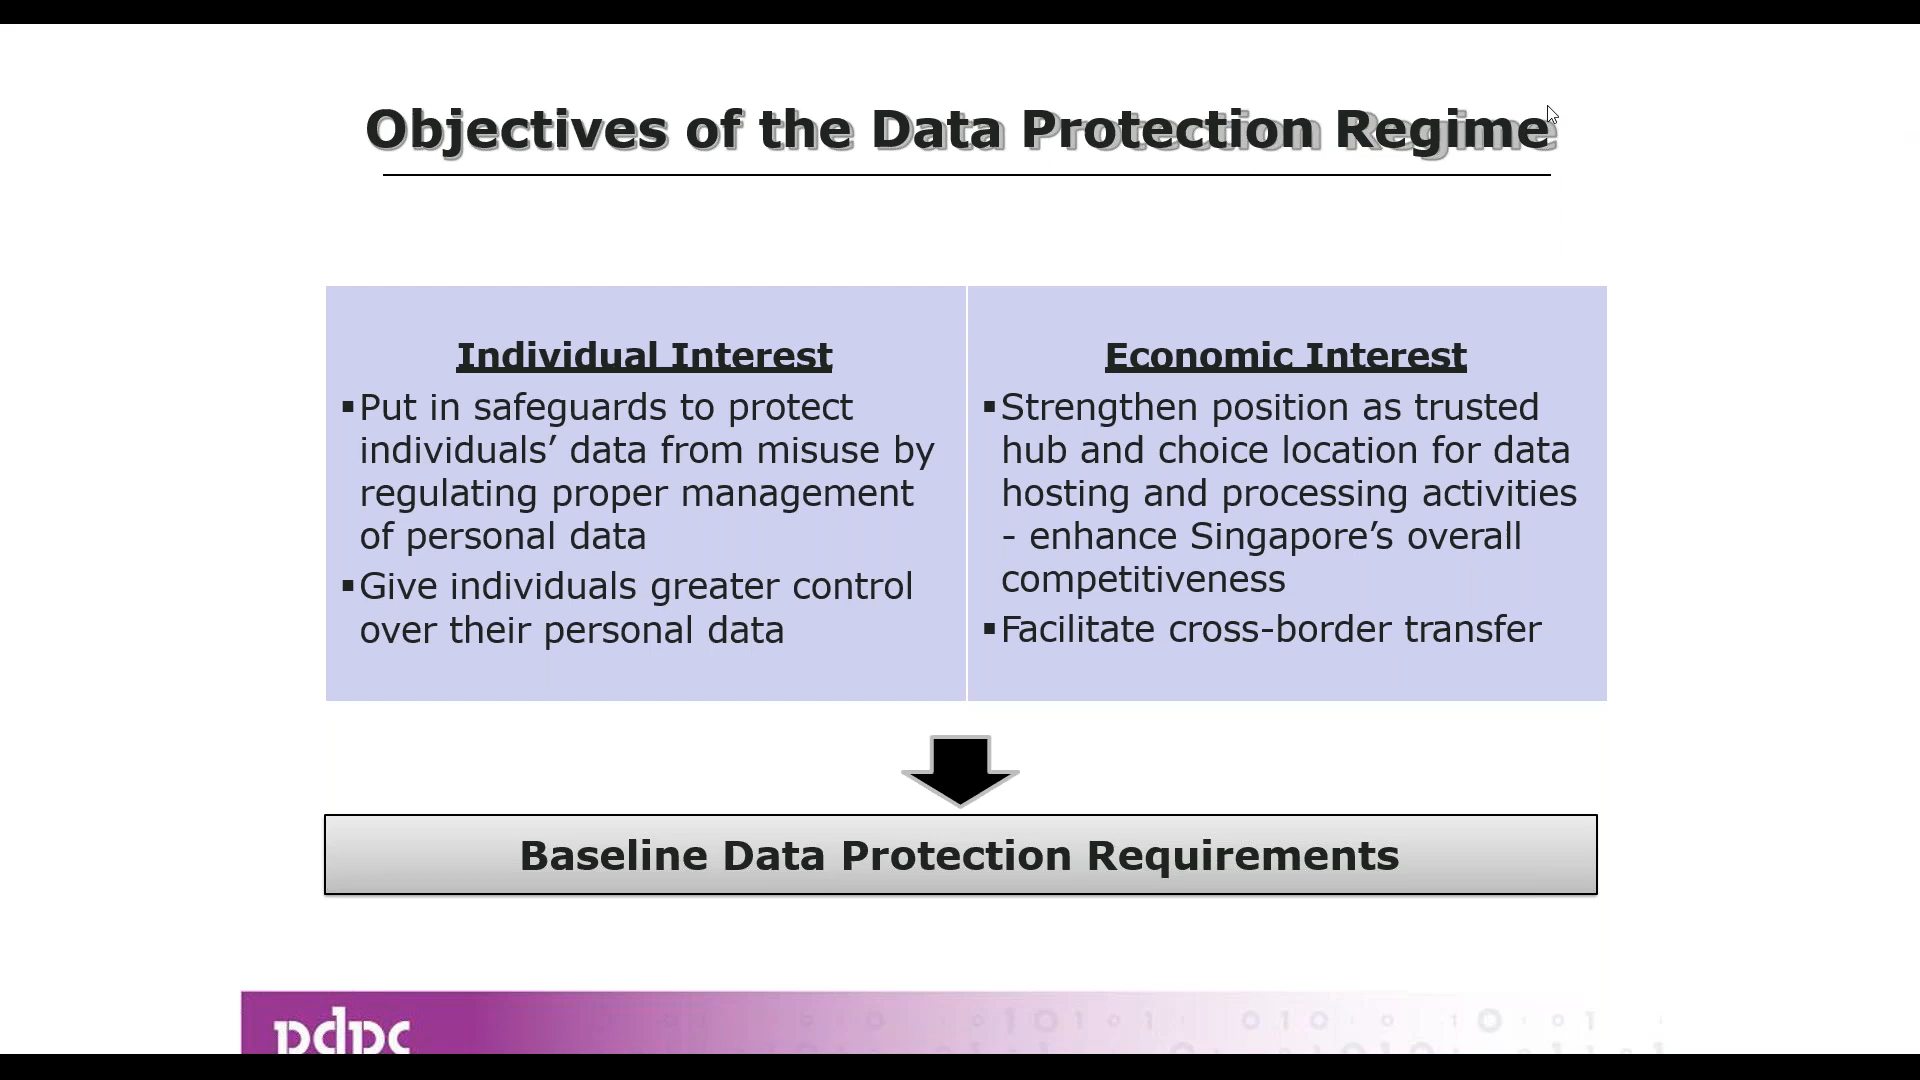 Objectives of the Data Protection Regime
Individual Interest
▪Put in safeguards to protect
individuals’ data from misuse by
regulating proper management
of personal data
▪Give individuals greater control
over their personal data
Economic Interest
▪Strengthen position as trusted
hub and choice location for data
hosting and processing activities
- enhance Singapore’s overall
competitiveness
▪Facilitate cross-border transfer
Baseline Data Protection Requirements
pdpc